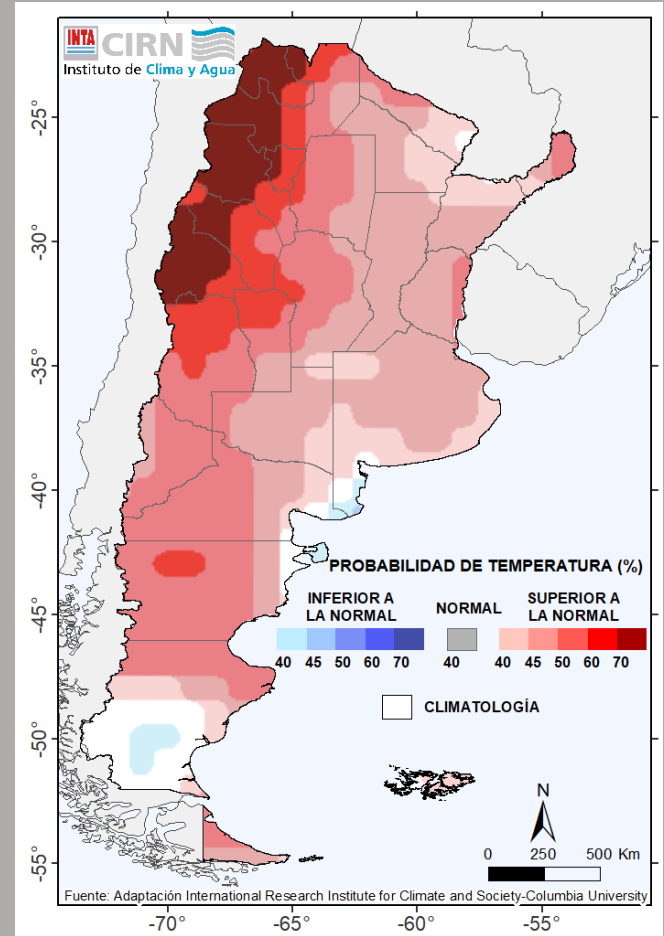 INTA CIRN
Instituto de Clima y Agua
-25°
-30°
-35°
-40°
-45°
-50°
-55°
PROBABILIDAD DE TEMPERATURA (%)
INFERIOR A
LA NORMAL
NORMAL
SUPERIOR A
LA NORMAL
40 45 50 60 70
40
40 45 50 60 70
CLIMATOLOGÍA
N
0 250 500 Km
Fuente: Adaptación International Research Institute for Climate and Society-Columbia University
-70° -65° -60° -55°